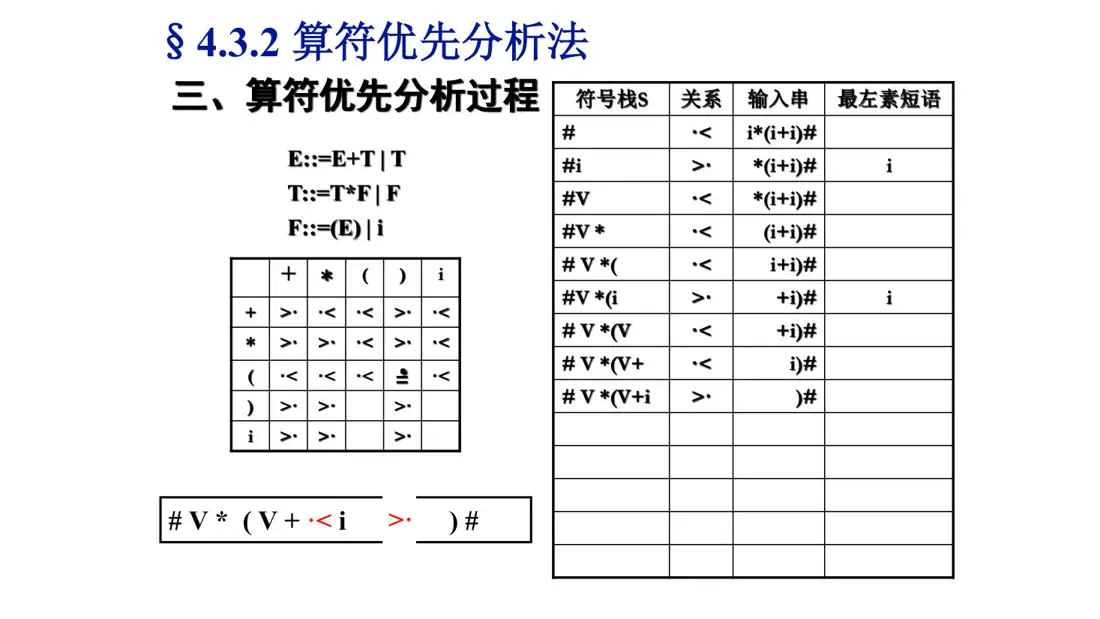 § 4.3.2 算符优先分析法
三、算符优先分析过程
E::=E+T | T
T::=T*F | F
F::=(E) | i
+ * ( ) i
+ >· ·< ·< >· ·<
* >· >· ·< >· ·<
( ·< ·< ·< ≗ ·<
) >· >· >·
i >· >· >·
# V * ( V + ·< i >· ) #
符号栈S 关系 输入串 最左素短语
# ·< i*(i+i)#
#i >· *(i+i)# i
#V ·< *(i+i)#
#V * ·< (i+i)#
# V *( ·< i+i)#
#V *(i >· +i)# i
# V *(V ·< +i)#
# V *(V+ ·< i)#
# V *(V+i >· )#